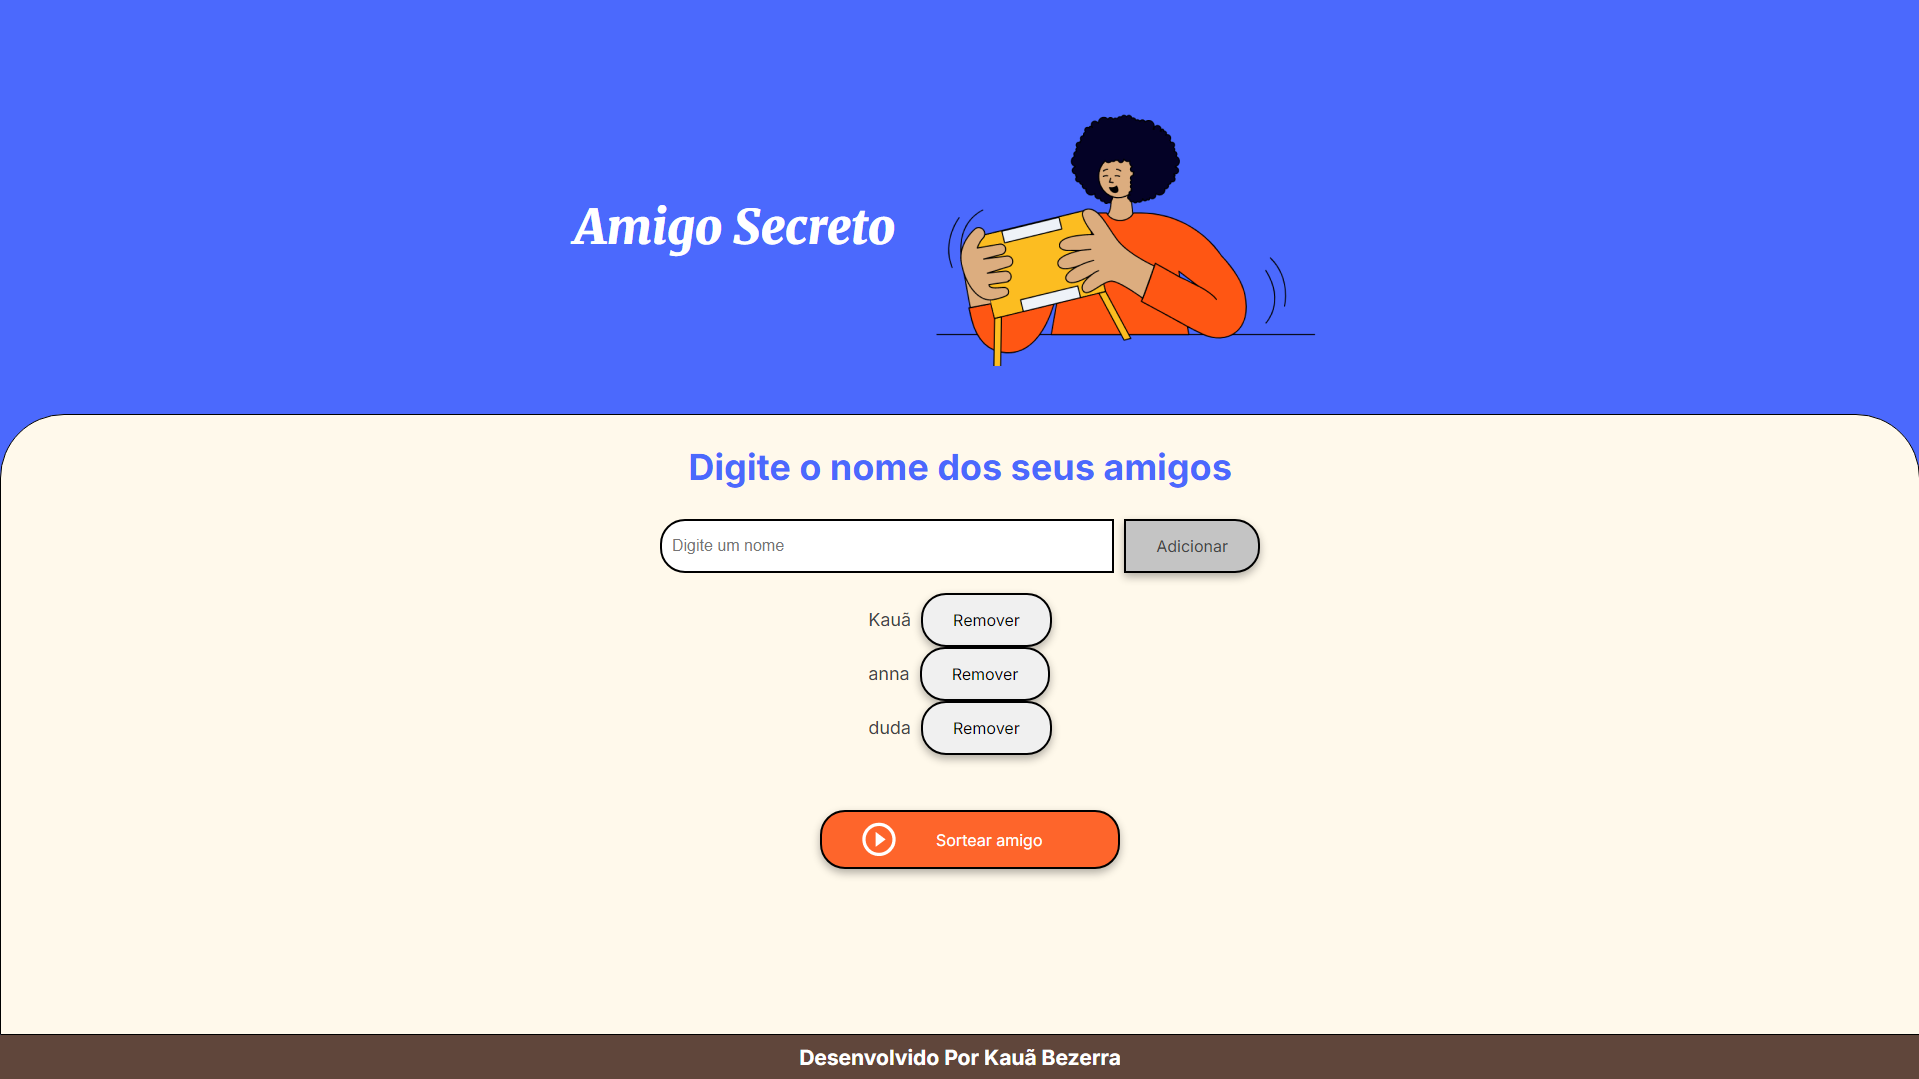 Amigo Secreto
Digite o nome dos seus amigos
Digite um nome
Adicionar
Kauã Remover
anna Remover
duda Remover
Sortear amigo
Desenvolvido Por Kauã Bezerra